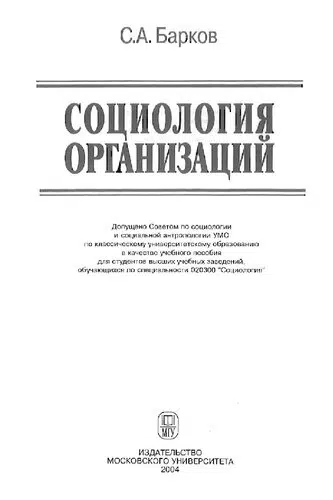 С.А. Барков
СОЦИОЛОГИЯ
ОРГАНИЗАЦИЙ
Допущено Советом по социологии
и социальной антропологии УМС
по классическому университетскому образованию
в качестве учебного пособия
для студентов высших учебных заведений,
обучающихся по специальности 020300 "Социология"
МГУ
ИЗДАТЕЛЬСТВО
МОСКОВСКОГО УНИВЕРСИТЕТА
2004